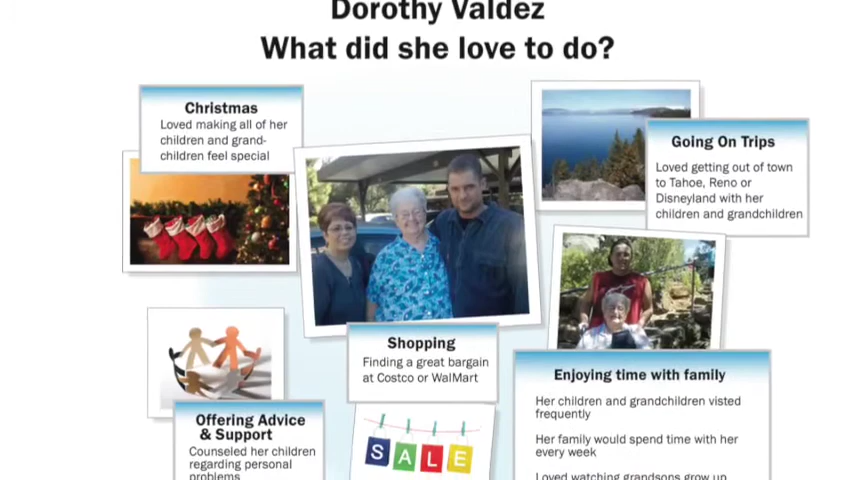 Dorothy Valdez
What did she love to do?
Christmas
Loved making all of her
children and grand-
children feel special
Going On Trips
Loved getting out of town
to Tahoe, Reno or
Disneyland with her
children and grandchildren
Shopping
Finding a great bargain
at Costco or WalMart
Enjoying time with family
Her children and grandchildren visted
frequently
Her family would spend time with her
every week
Loved watching grandsons grow up
Offering Advice
& Support
Counseled her children
regarding personal
problems
SALE